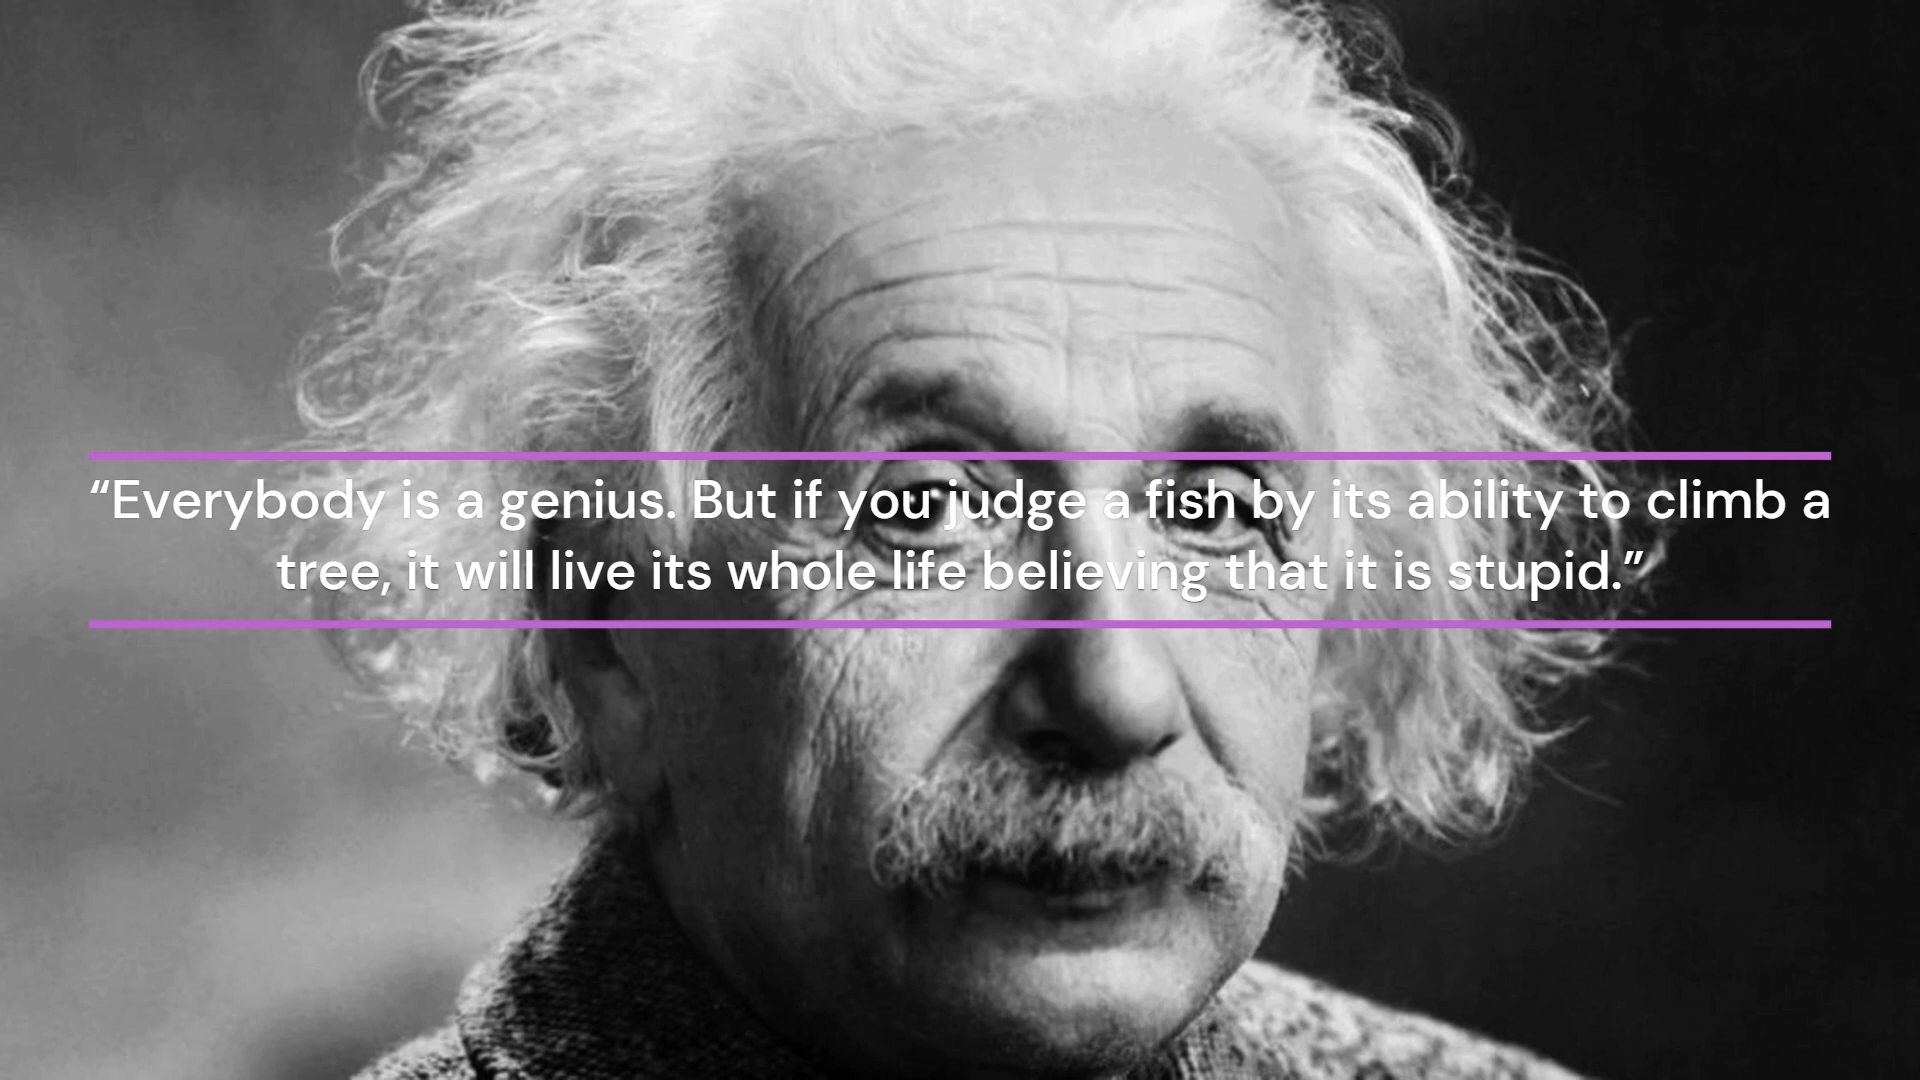 “Everybody is a genius. But if you judge a fish by its ability to climb a
tree, it will live its whole life believing that it is stupid.”